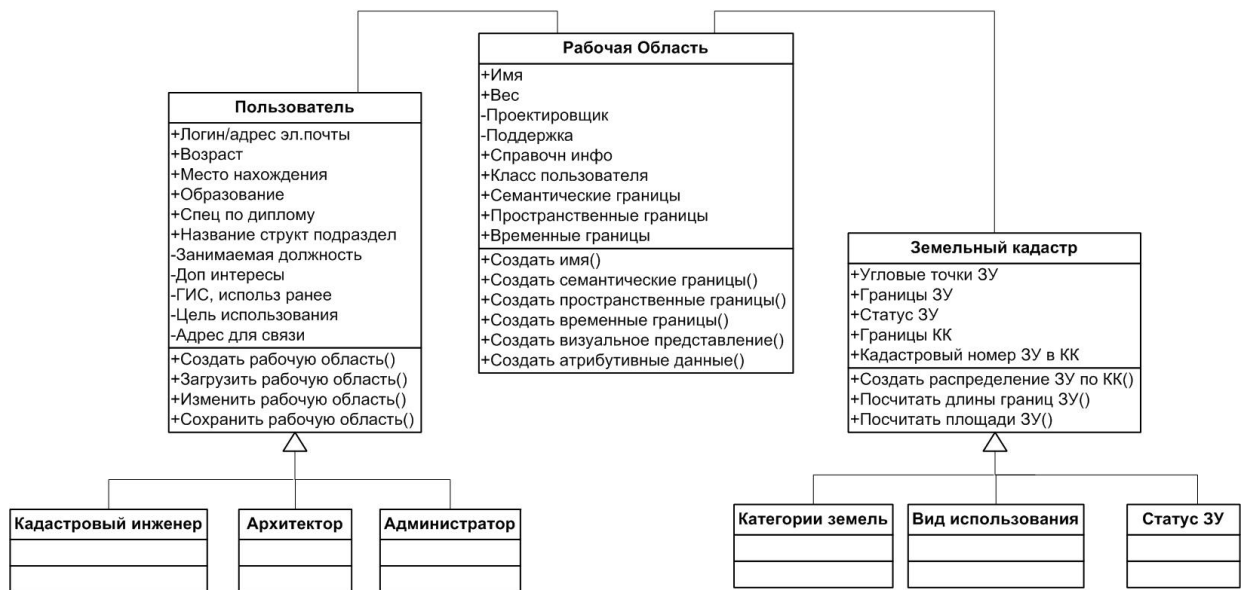 Рабочая Область
+Имя
+Вес
-Проектировщик
-Поддержка
+Справочн инфо
+Класс пользователя
+Семантические границы
+Пространственные границы
+Временные границы
+Создать имя()
+Создать семантические границы()
+Создать пространственные границы()
+Создать временные границы()
+Создать визуальное представление()
+Создать атрибутивные данные()
Пользователь
+Логин/адрес эл.почты
+Возраст
+Место нахождения
+Образование
+Спец по диплому
+Название структ подраздел
-Занимаемая должность
-Доп интересы
-ГИС, использ ранее
-Цель использования
-Адрес для связи
+Создать рабочую область()
+Загрузить рабочую область()
+Изменить рабочую область()
+Сохранить рабочую область()
Земельный кадастр
+Угловые точки ЗУ
+Границы ЗУ
+Статус ЗУ
+Границы КК
+Кадастровый номер ЗУ в КК
+Создать распределение ЗУ по КК()
+Посчитать длины границ ЗУ()
+Посчитать площади ЗУ()
Кадастровый инженер
Архитектор
Администратор
Категории земель
Вид использования
Статус ЗУ